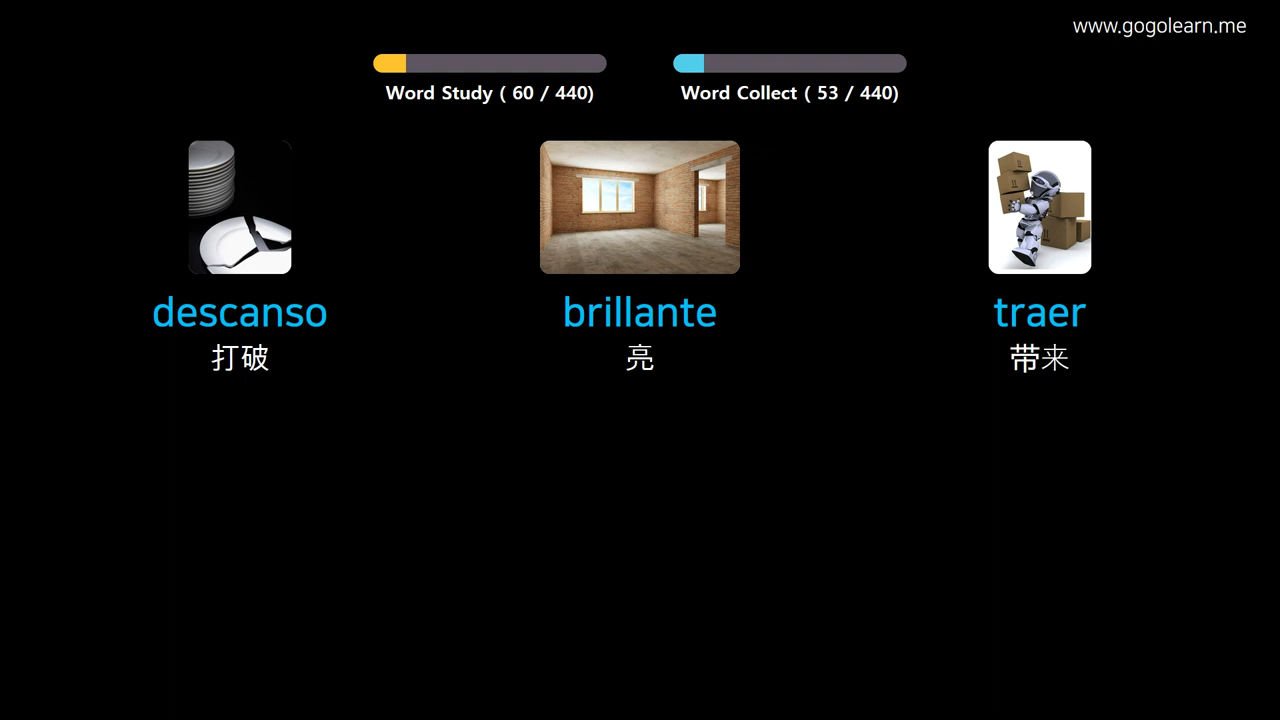 www.gogolearn.me
Word Study ( 60 / 440)
Word Collect ( 53 / 440)
descanso
打破
brillante
亮
traer
带来